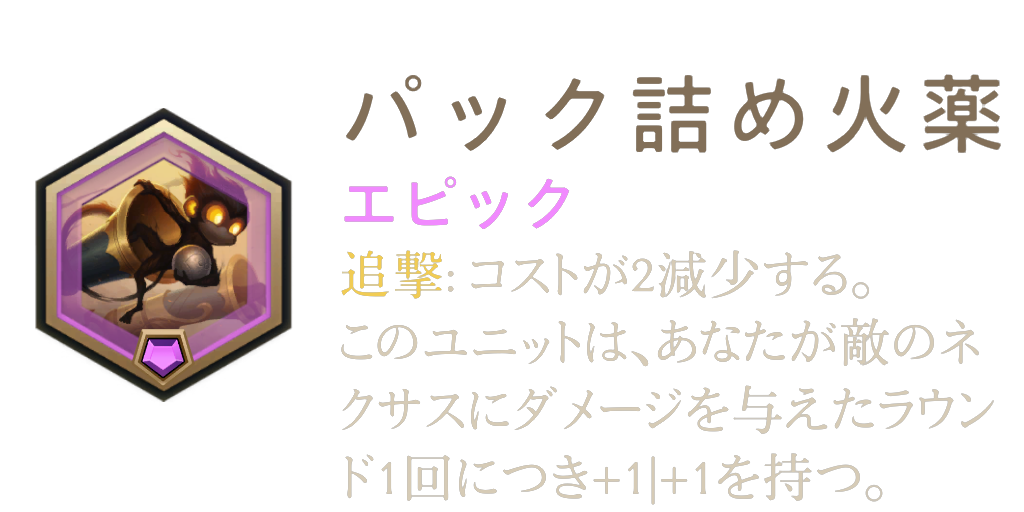 パック詰め火薬
エピック
追撃: コストが2減少する。
このユニットは、あなたが敵のネ
クサスにダメージを与えたラウン
ド1回につき+1|+1を持つ。